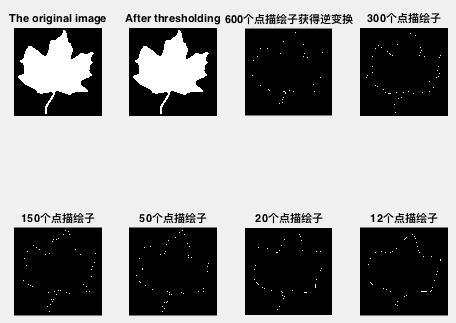 The original image
After thresholding
600个点描绘子获得逆变换
300个点描绘子
150个点描绘子
50个点描绘子
20个点描绘子
12个点描绘子